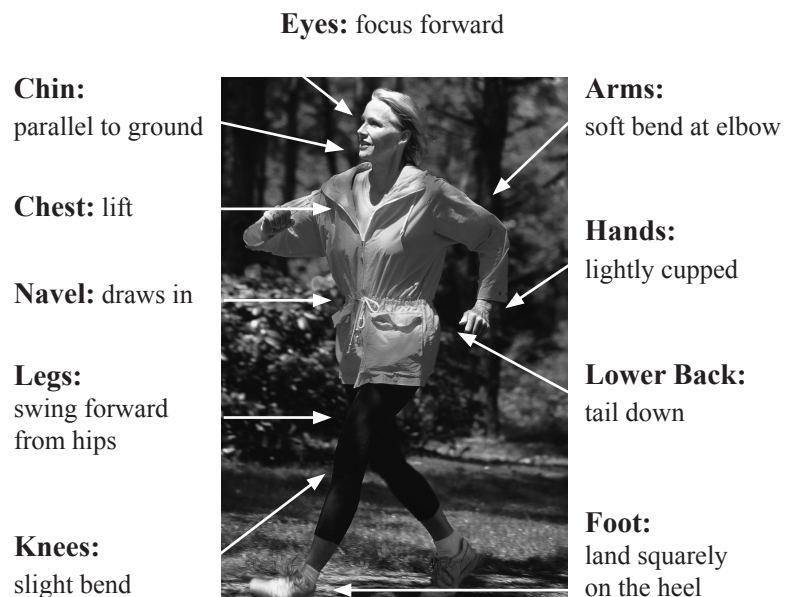 Eyes: focus forward
Chin:
parallel to ground
Chest: lift
Navel: draws in
Legs:
swing forward
from hips
Knees:
slight bend
Arms:
soft bend at elbow
Hands:
lightly cupped
Lower Back:
tail down
Foot:
land squarely
on the heel